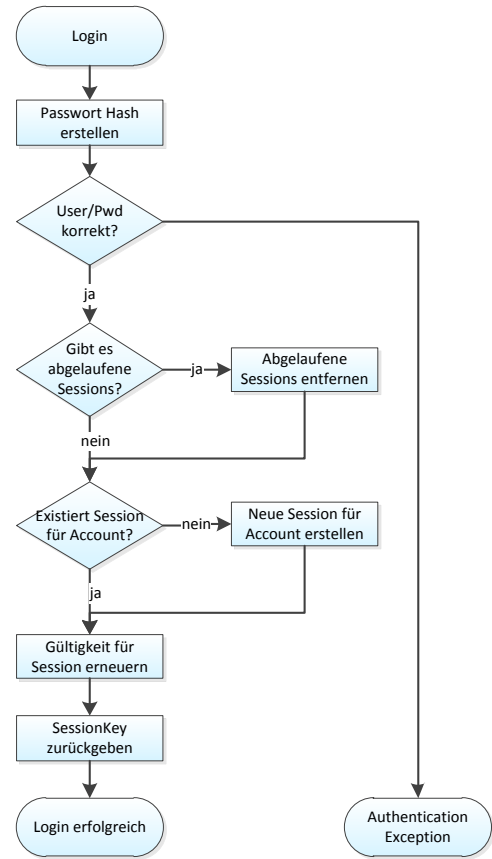 Login
Passwort Hash
erstellen
User/Pwd
korrekt?
ja
Gibt es
abgelaufene
Sessions?
ja
Abgelaufene
Sessions entfernen
nein
Existiert Session
für Account?
nein
Neue Session für
Account erstellen
ja
Gültigkeit für
Session erneuern
SessionKey
zurückgeben
Login erfolgreich
Authentication
Exception